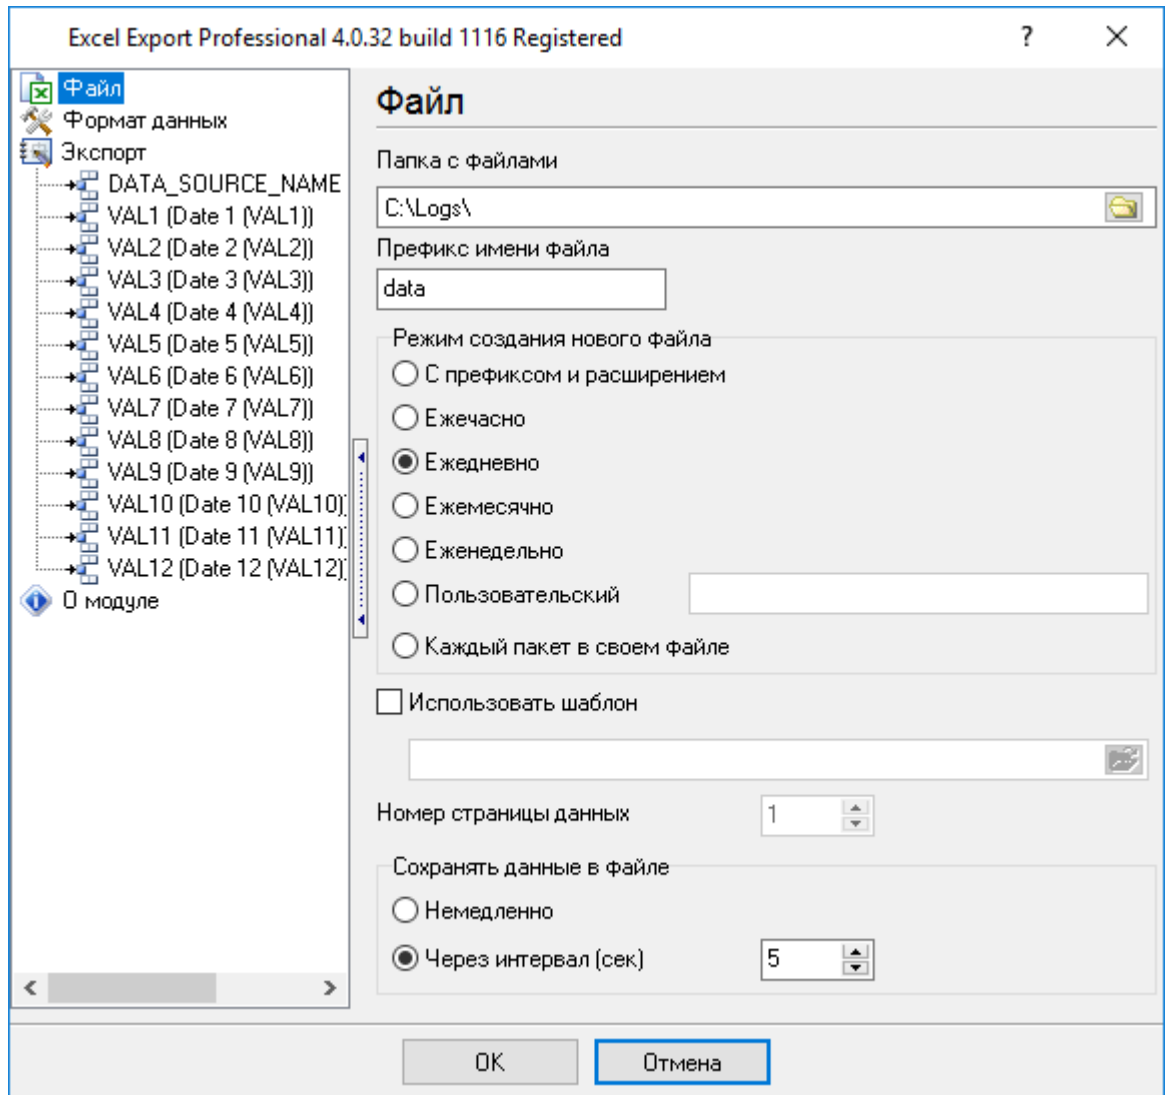 Excel Export Professional 4.0.32 build 1116 Registered
?
Файл
Формат данных
Экспорт
DATA_SOURCE_NAME
VAL1 (Date 1 (VAL1))
VAL2 (Date 2 (VAL2))
VAL3 (Date 3 (VAL3))
VAL4 (Date 4 (VAL4))
VAL5 (Date 5 (VAL5))
VAL6 (Date 6 (VAL6))
VAL7 (Date 7 (VAL7))
VAL8 (Date 8 (VAL8))
VAL9 (Date 9 (VAL9))
VAL10 (Date 10 (VAL10))
VAL11 (Date 11 (VAL11))
VAL12 (Date 12 (VAL12))
О модуле
Файл
Папка с файлами
C:\Logs\
Префикс имени файла
data
Режим создания нового файла
С префиксом и расширением
Ежечасно
Ежедневно
Ежемесячно
Еженедельно
Пользовательский
Каждый пакет в своем файле
Использовать шаблон
Номер страницы данных 1
Сохранять данные в файле
Немедленно
Через интервал (сек) 5
OK Отмена